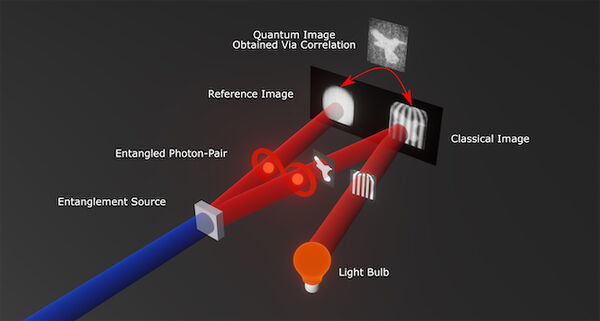 Quantum Image
Obtained Via Correlation
Reference Image
Classical Image
Entangled Photon-Pair
Entanglement Source
Light Bulb